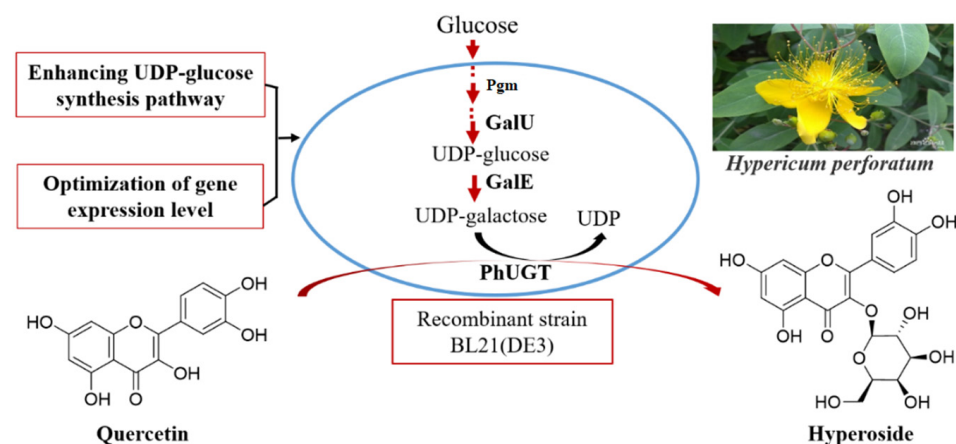 Glucose
Enhancing UDP-glucose
synthesis pathway
Optimization of gene
expression level
Pgm
GalU
UDP-glucose
GalE
UDP-galactose
UDP
PhUGT
Recombinant strain
BL21(DE3)
Hypericum perforatum
OH
OH
HO
O
OH
OH
O
Quercetin
OH
OH
HO
O
OH
O
O
OH
O
OH
HO
OH
Hyperoside